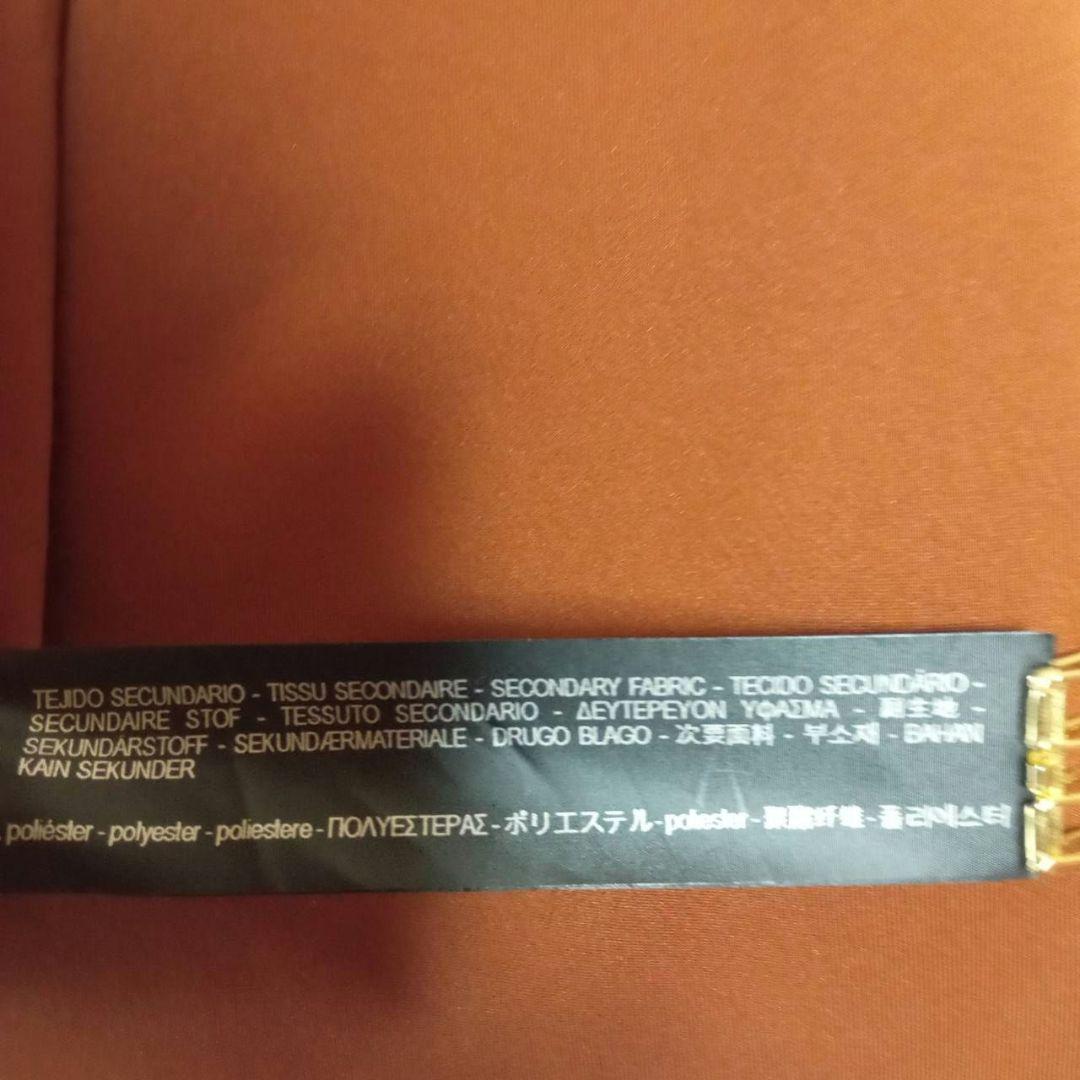 TEJIDO SECUNDARIO - TISSU SECONDAIRE - SECONDARY FABRIC - TECIDO SECUNDÁRIO -
SECUNDAIRE STOF - TESSUTO SECONDARIO - ΔΕΥΤΕΡΕΥΟΝ ΥΦΑΣΜΑ - 副生地 -
SEKUNDÄRSTOFF - SEKUNDÆRMATERIALE - DRUGO BLAGO - 次要面料 - 부소재 - BAHAN
KAIN SEKUNDER
poliéster - polyester - poliestere - ΠΟΛΥΕΣΤΕΡΑΣ - ポリエステル - poliester - 聚酯纤维 - 폴리에스터